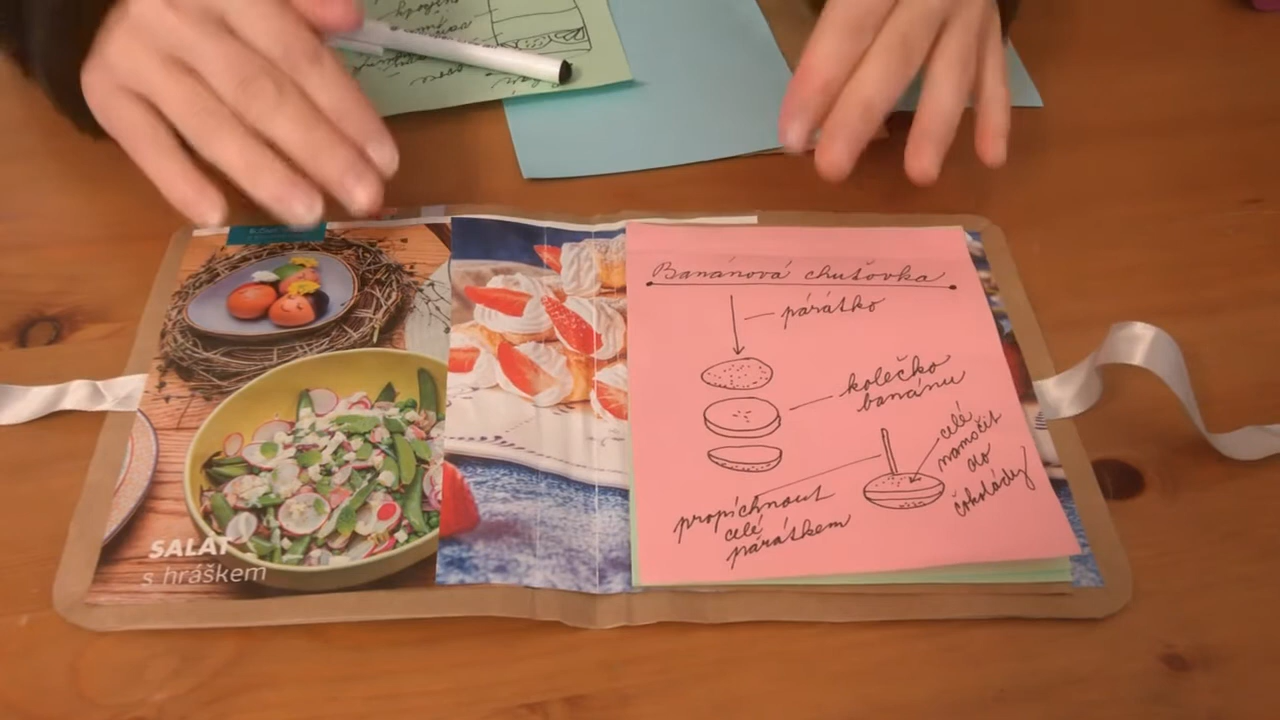 Banánová chuťovka
párátko
kolečko
banánu
celé
namočit
do
čokolády
propíchnout
celé
párátkem
SALÁT
s hráškem